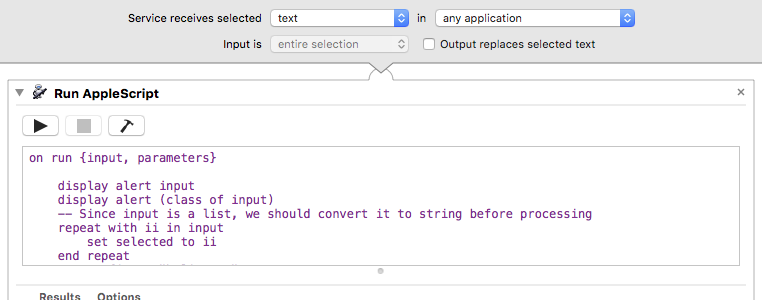 Service receives selected text in any application
Input is entire selection Output replaces selected text
Run AppleScript
on run {input, parameters}
display alert input
display alert (class of input)
-- Since input is a list, we should convert it to string before processing
repeat with ii in input
set selected to ii
end repeat
Results Options